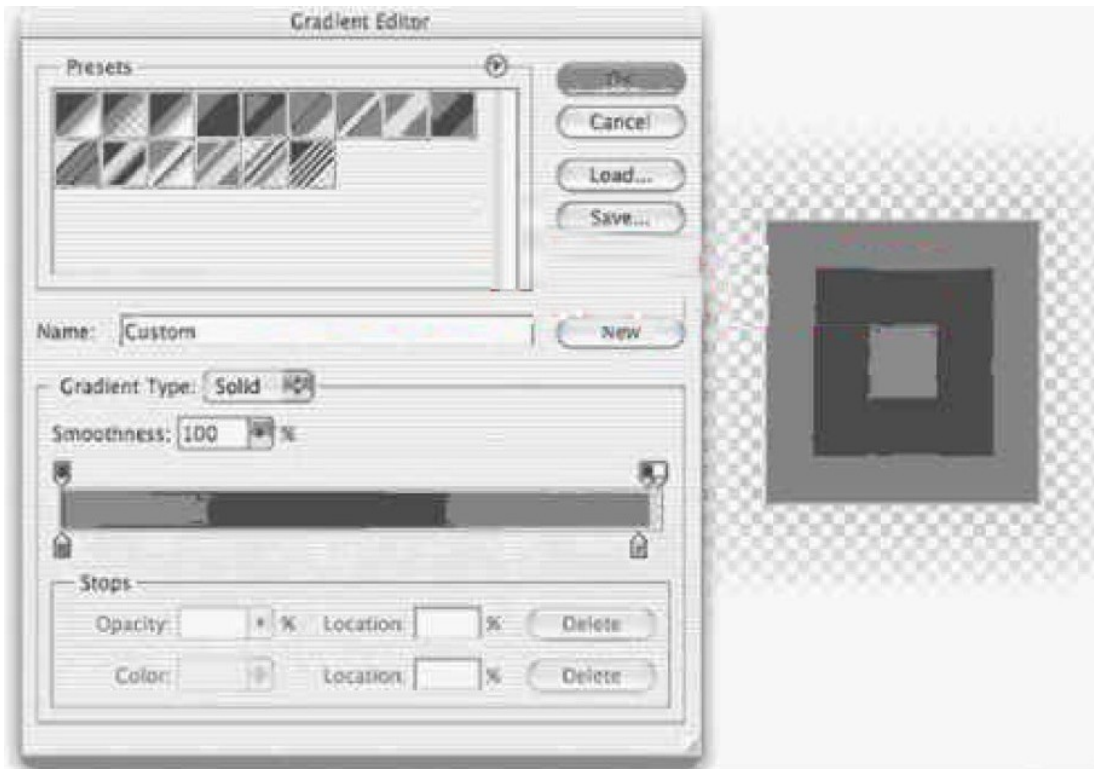 Gradient Editor
Presets
Cancel
Load...
Save...
Name: Custom
New
Gradient Type: Solid
Smoothness: 100 %
Stops
Opacity: % Location: % Delete
Color: Location: % Delete